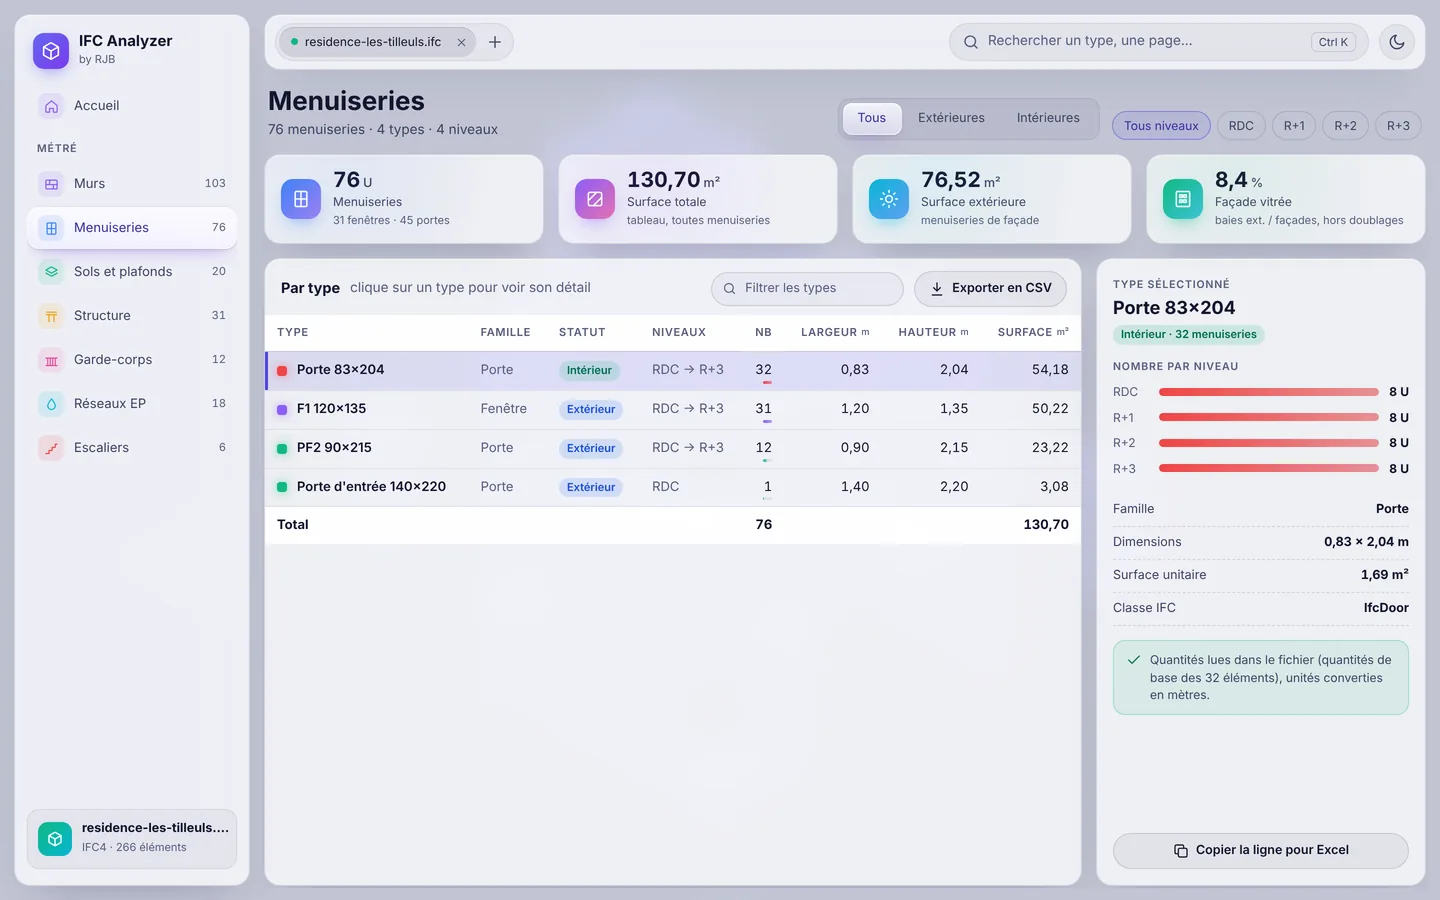 IFC Analyzer
by RJB
Accueil
MÉTRÉ
Murs 103
Menuiseries 76
Sols et plafonds 20
Structure 31
Garde-corps 12
Réseaux EP 18
Escaliers 6
residence-les-tilleuls....
IFC4 · 266 éléments
residence-les-tilleuls.ifc
Rechercher un type, une page... Ctrl K
Menuiseries
76 menuiseries · 4 types · 4 niveaux
Tous Extérieures Intérieures
Tous niveaux RDC R+1 R+2 R+3
76 U
Menuiseries
31 fenêtres · 45 portes
130,70 m²
Surface totale
tableau, toutes menuiseries
76,52 m²
Surface extérieure
menuiseries de façade
8,4 %
Façade vitrée
baies ext. / façades, hors doublages
Par type clique sur un type pour voir son détail
Filtrer les types
Exporter en CSV
TYPE FAMILLE STATUT NIVEAUX NB LARGEUR m HAUTEUR m SURFACE m²
Porte 83×204 Porte Intérieur RDC → R+3 32 0,83 2,04 54,18
F1 120×135 Fenêtre Extérieur RDC → R+3 31 1,20 1,35 50,22
PF2 90×215 Porte Extérieur RDC → R+3 12 0,90 2,15 23,22
Porte d'entrée 140×220 Porte Extérieur RDC 1 1,40 2,20 3,08
Total 76 130,70
TYPE SÉLECTIONNÉ
Porte 83×204
Intérieur · 32 menuiseries
NOMBRE PAR NIVEAU
RDC 8 U
R+1 8 U
R+2 8 U
R+3 8 U
Famille Porte
Dimensions 0,83 × 2,04 m
Surface unitaire 1,69 m²
Classe IFC IfcDoor
Quantités lues dans le fichier (quantités de
base des 32 éléments), unités converties
en mètres.
Copier la ligne pour Excel